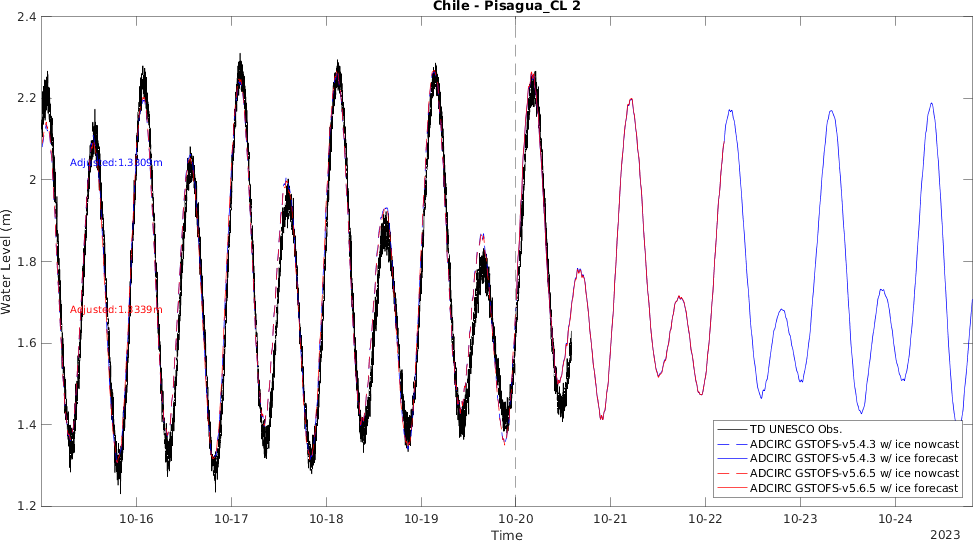 Chile - Pisagua_CL 2
Water Level (m)
2.4
2.2
2
1.8
1.6
1.4
1.2
Adjusted:1.3309m
Adjusted:1.3339m
TD UNESCO Obs.
ADCIRC GSTOFS-v5.4.3 w/ ice nowcast
ADCIRC GSTOFS-v5.4.3 w/ ice forecast
ADCIRC GSTOFS-v5.6.5 w/ ice nowcast
ADCIRC GSTOFS-v5.6.5 w/ ice forecast
10-16 10-17 10-18 10-19 10-20 10-21 10-22 10-23 10-24
Time
2023